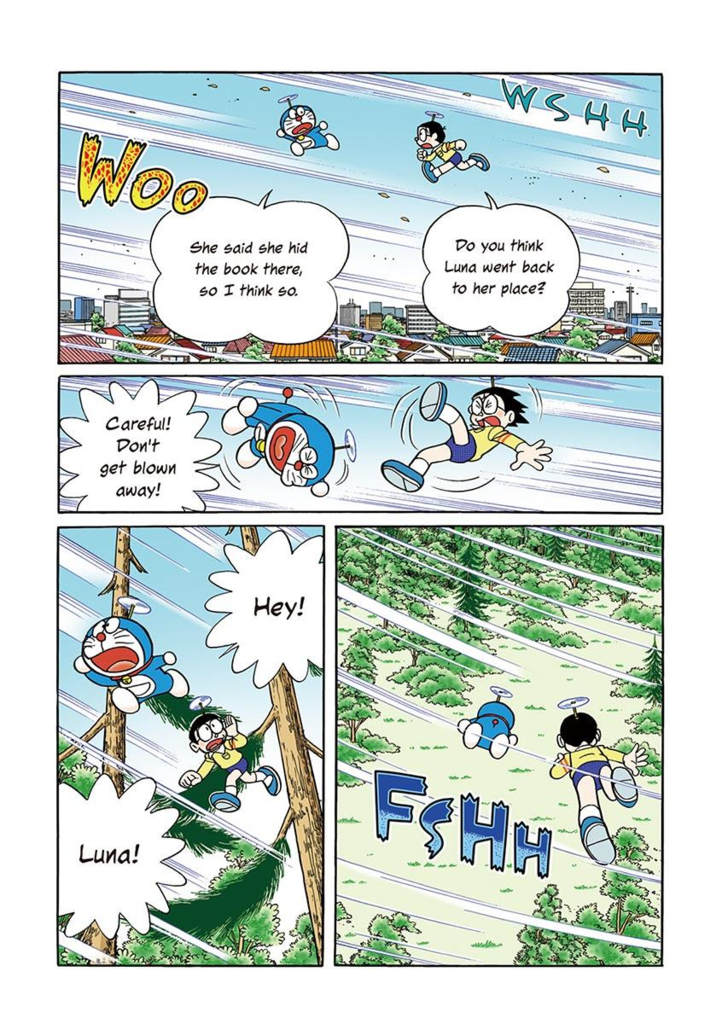 WSHH
Do you think
Luna went back
to her place?
She said she hid
the book there,
so I think so.
WOO
Careful!
Don't
get blown
away!
FSHH
Hey!
Luna!